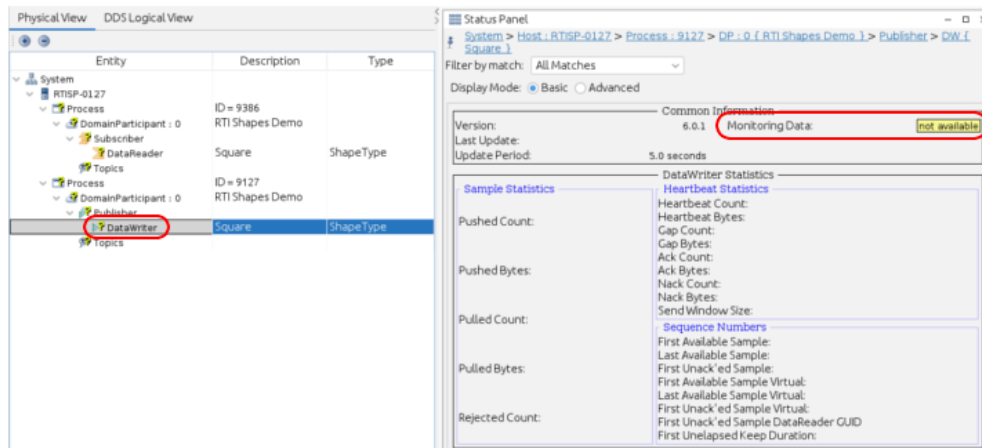 Physical View DDS Logical View
Entity Description Type
System
RTISP-0127
Process ID = 9386
DomainParticipant : 0 RTI Shapes Demo
Subscriber
DataReader Square ShapeType
Topics
Process ID = 9127
DomainParticipant : 0 RTI Shapes Demo
Publisher
DataWriter Square ShapeType
Topics
Status Panel
System > Host : RTISP-0127 > Process : 9127 > DP : 0 { RTI Shapes Demo } > Publisher > DW {
Square }
Filter by match: All Matches
Display Mode: Basic Advanced
Common Information
Version: 6.0.1 Monitoring Data: not available
Last Update:
Update Period: 5.0 seconds
DataWriter Statistics
Sample Statistics
Pushed Count:
Pushed Bytes:
Pulled Count:
Pulled Bytes:
Rejected Count:
Heartbeat Statistics
Heartbeat Count:
Heartbeat Bytes:
Gap Count:
Gap Bytes:
Ack Count:
Ack Bytes:
Nack Count:
Nack Bytes:
Send Window Size:
Sequence Numbers
First Available Sample:
Last Available Sample:
First Unack'ed Sample:
First Available Sample Virtual:
Last Available Sample Virtual:
First Unack'ed Sample Virtual:
First Unack'ed Sample DataReader GUID
First Unelapsed Keep Duration: